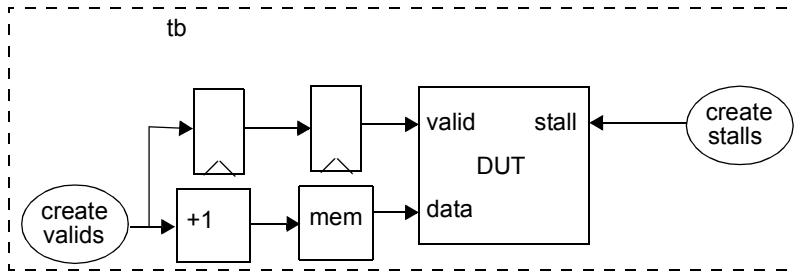 tb
create
valids
+1
mem
valid
stall
DUT
data
create
stalls